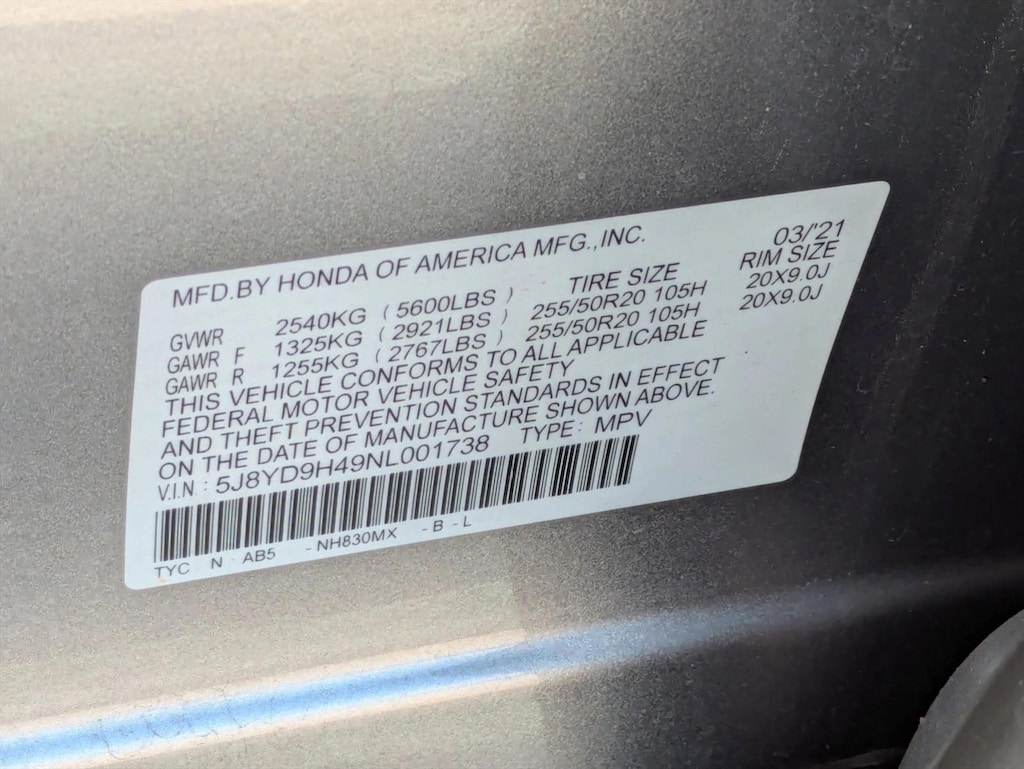 MFD.BY HONDA OF AMERICA MFG.,INC. 03/'21
GVWR 2540KG ( 5600LBS ) TIRE SIZE RIM SIZE
GAWR F 1325KG ( 2921LBS ) 255/50R20 105H 20X9.0J
GAWR R 1255KG ( 2767LBS ) 255/50R20 105H 20X9.0J
THIS VEHICLE CONFORMS TO ALL APPLICABLE
FEDERAL MOTOR VEHICLE SAFETY
AND THEFT PREVENTION STANDARDS IN EFFECT
ON THE DATE OF MANUFACTURE SHOWN ABOVE.
V.I.N. : 5J8YD9H49NL001738 TYPE: MPV
TYC N AB5 - NH830MX - B - L